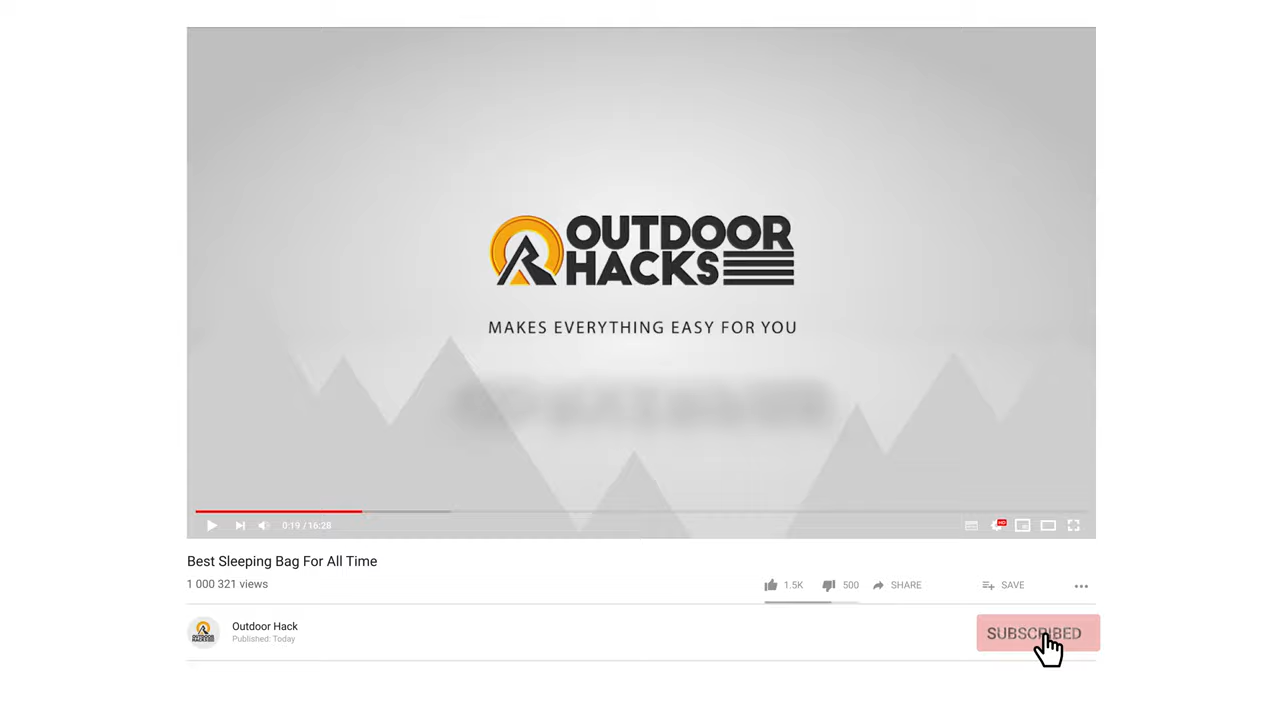 OUTDOOR
HACKS
MAKES EVERYTHING EASY FOR YOU
0:19 / 16:28
HD
Best Sleeping Bag For All Time
1 000 321 views
1.5K
500
SHARE
SAVE
Outdoor Hack
Published: Today
SUBSCRIBED